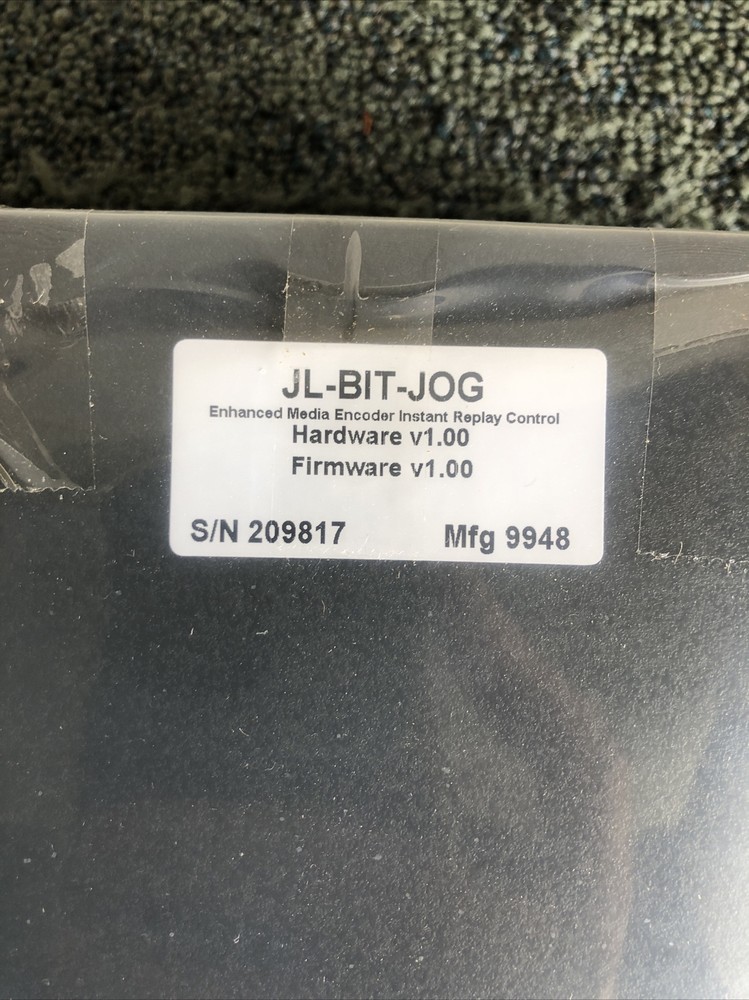 JL-BIT-JOG
Enhanced Media Encoder Instant Replay Control
Hardware v1.00
Firmware v1.00
S/N 209817 Mfg 9948